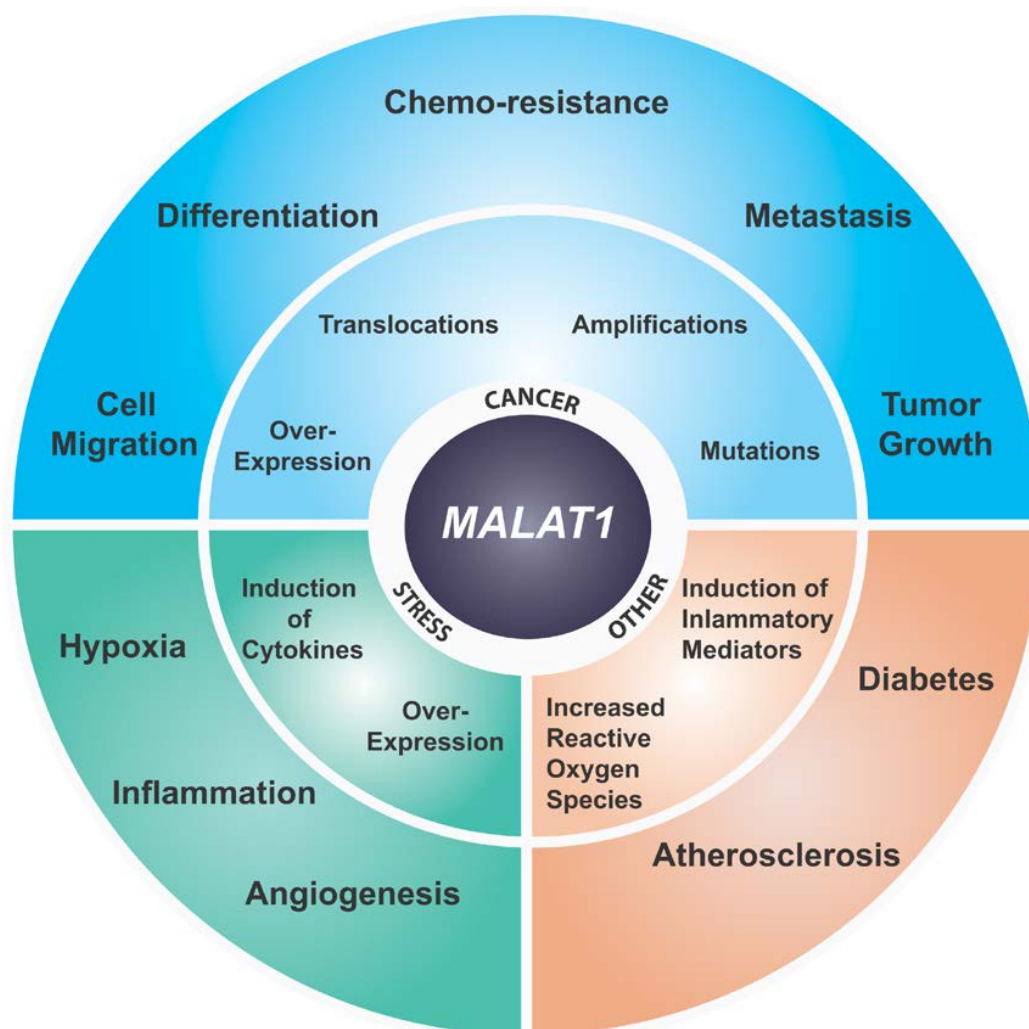 Chemo-resistance
Differentiation
Metastasis
Translocations
Amplifications
Cell
Migration
Over-
Expression
CANCER
Mutations
Tumor
Growth
MALAT1
STRESS
OTHER
Hypoxia
Induction
of
Cytokines
Over-
Expression
Inflammation
Angiogenesis
Induction of
Inlammatory
Mediators
Increased
Reactive
Oxygen
Species
Diabetes
Atherosclerosis